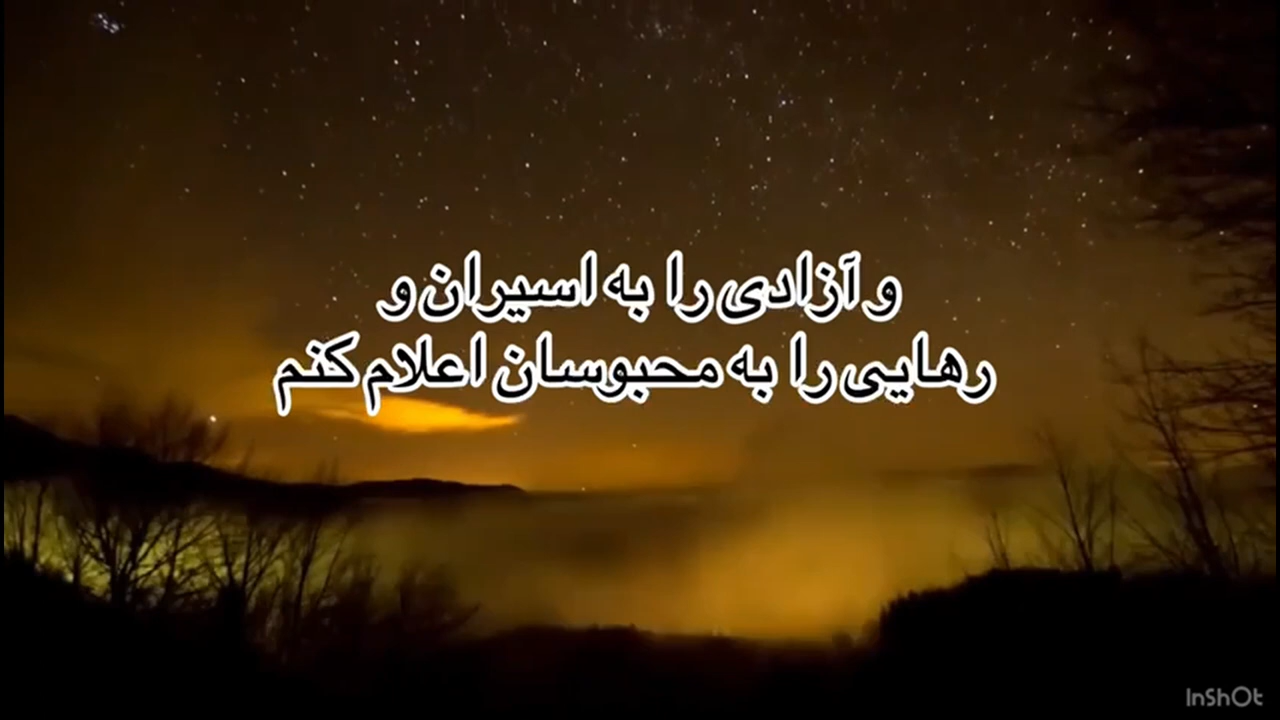 و آزادی را به اسیران و
رهایی را به محبوسان اعلام کنم
InShOt